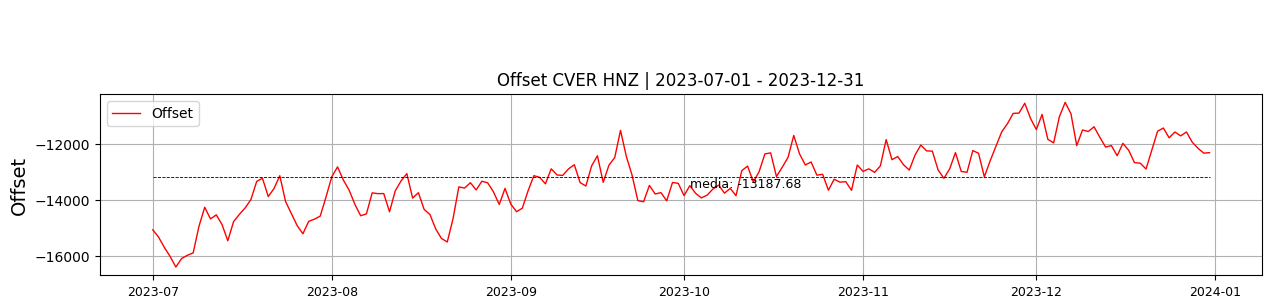 Offset CVER HNZ | 2023-07-01 - 2023-12-31
Offset
Offset
−12000
−14000
−16000
media: -13187.68
2023-07
2023-08
2023-09
2023-10
2023-11
2023-12
2024-01